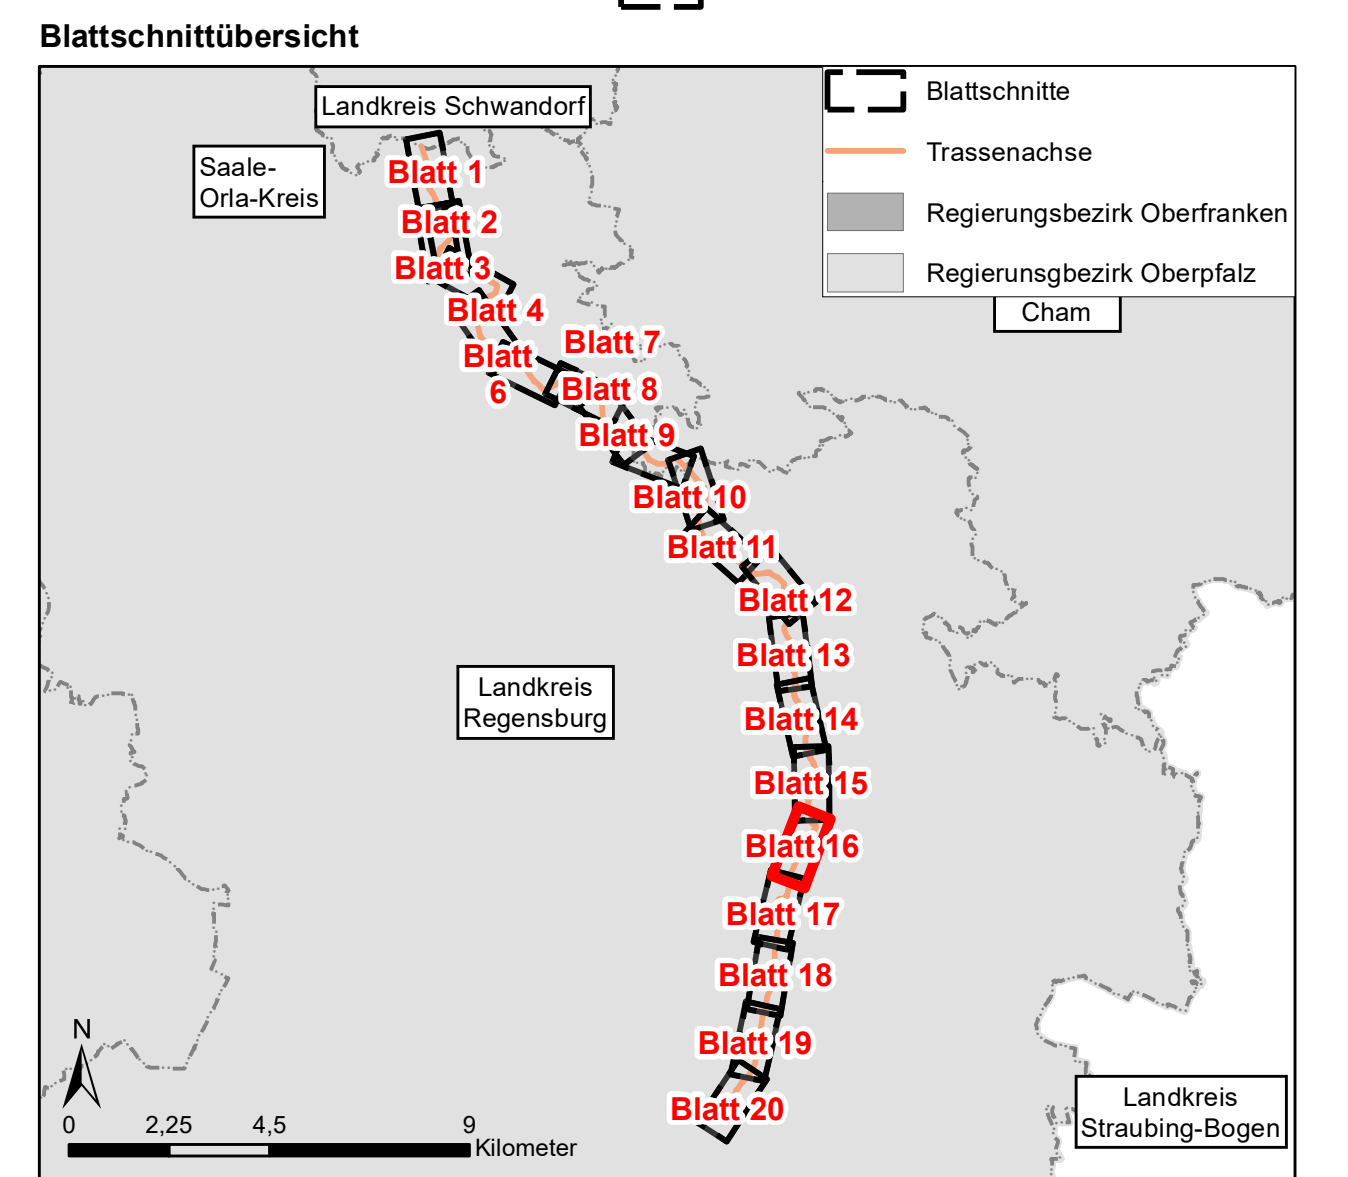 Blattschnittübersicht
Landkreis Schwandorf
Saale-
Orla-Kreis
Blattschnitte
Trassenachse
Regierungsbezirk Oberfranken
Regierunsgbezirk Oberpfalz
Cham
Blatt 1
Blatt 2
Blatt 3
Blatt 4
Blatt
6
Blatt 7
Blatt 8
Blatt 9
Blatt 10
Blatt 11
Blatt 12
Blatt 13
Landkreis
Regensburg
Blatt 14
Blatt 15
Blatt 16
Blatt 17
Blatt 18
Blatt 19
Blatt 20
N
0 2,25 4,5 9
Kilometer
Landkreis
Straubing-Bogen